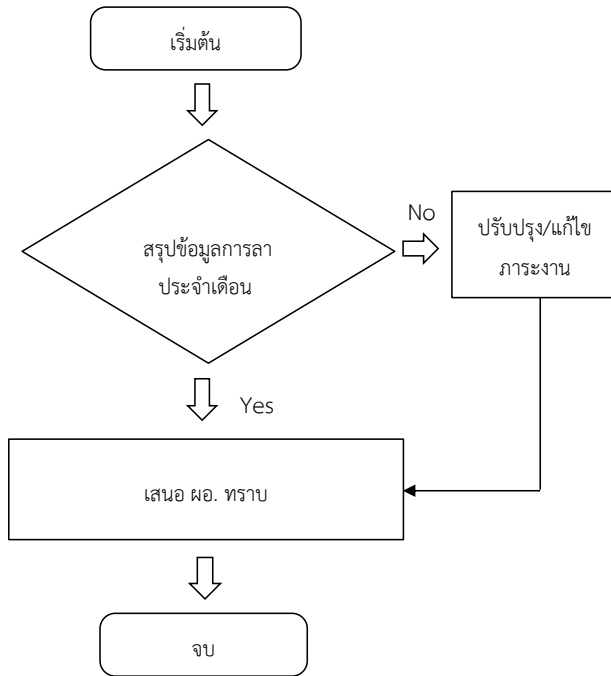 เริ่มต้น
สรุปข้อมูลการลา
ประจำเดือน
No
ปรับปรุง/แก้ไข
ภาระงาน
Yes
เสนอ ผอ. ทราบ
จบ